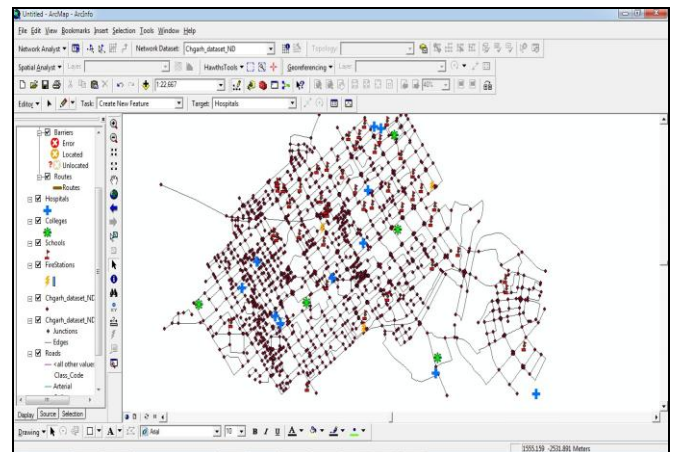 Untitled - ArcMap - ArcInfo
File Edit View Bookmarks Insert Selection Tools Window Help
Network Analyst Network Dataset: Chgarh_dataset_ND Topology:
Spatial Analyst Layer: HawthsTools Georeferencing Layer:
1:22,667
Editor Task: Create New Feature Target: Hospitals
Barriers
Error
Located
Unlocated
Routes
Routes
Hospitals
Colleges
Schools
FireStations
Chgarh_dataset_ND
Chgarh_dataset_ND
Junctions
Edges
Roads
<all other values
Class_Code
Arterial
Display Source Selection
Drawing A Arial 10 B I U A
1555.159 -2531.891 Meters